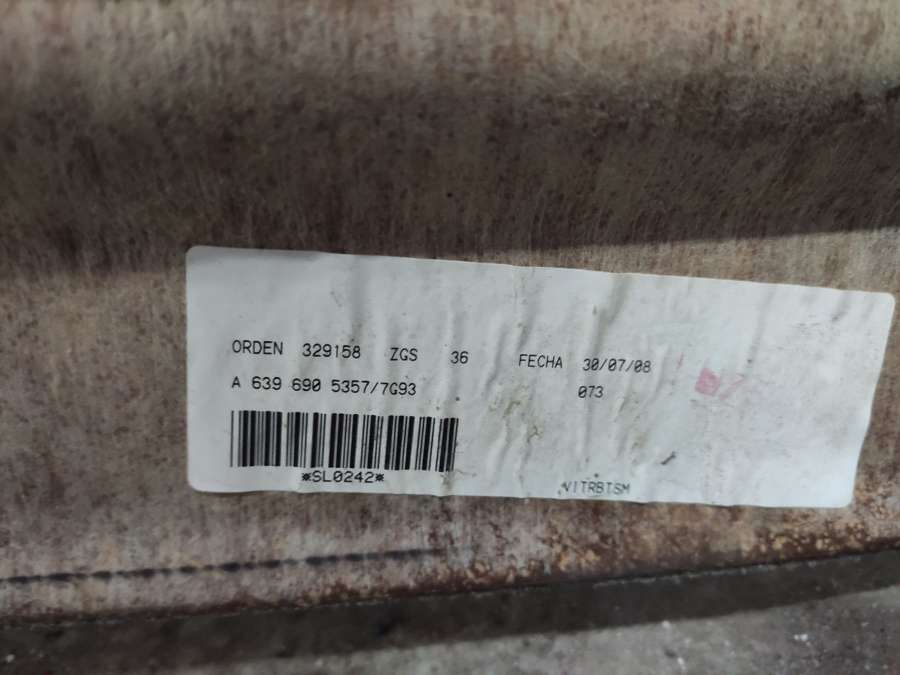 ORDEN 329158 ZGS 36 FECHA 30/07/08
A 639 690 5357/7G93 073
*SL0242*
VITRBTSM